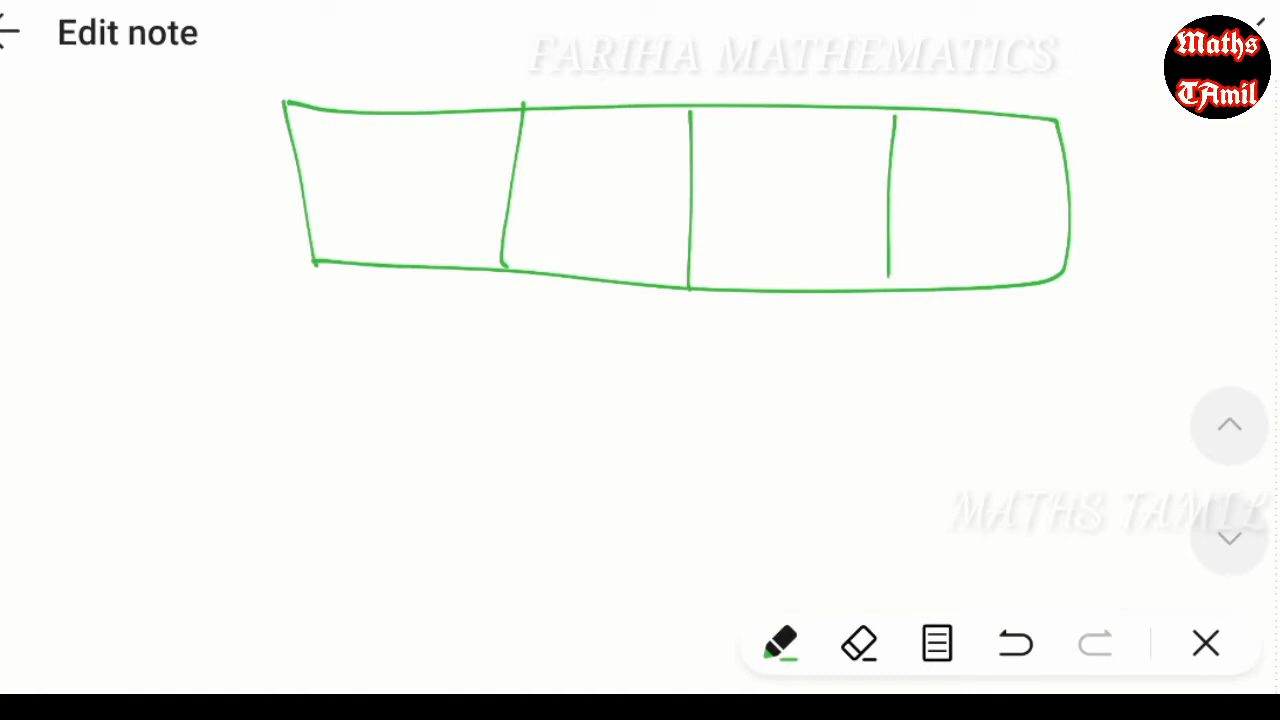 Edit note
FARIHA MATHEMATICS
Maths
TAmil
MATHS TAMIL